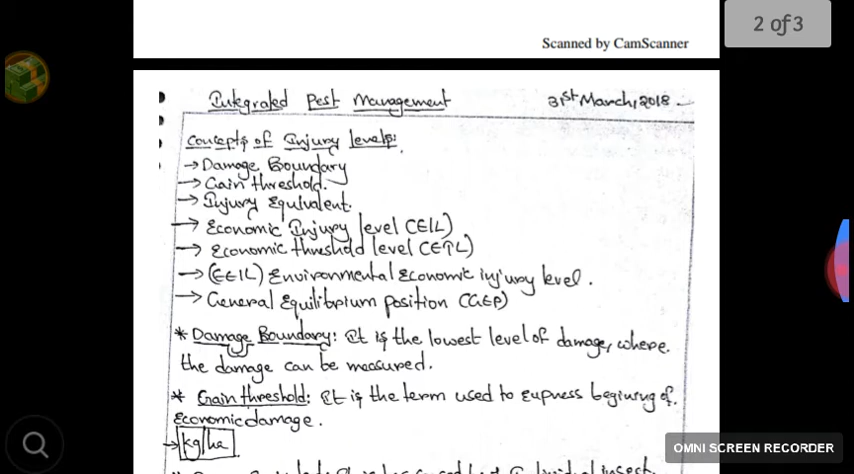 2 of 3
Scanned by CamScanner
Integrated Pest Management 31st March, 2018
Concepts of Injury levels:
→ Damage Boundary
→ Gain threshold.
→ Injury Equivalent.
→ Economic Injury level (EIL)
→ Economic threshold level (ETL)
→ (EEIL) Environmental Economic injury level.
→ General Equilibrium position (GEP)
* Damage Boundary: It is the lowest level of damage, where
the damage can be measured.
* Gain threshold: It is the term used to express begining of
Economic damage.
→ kg/ha
OMNI SCREEN RECORDER